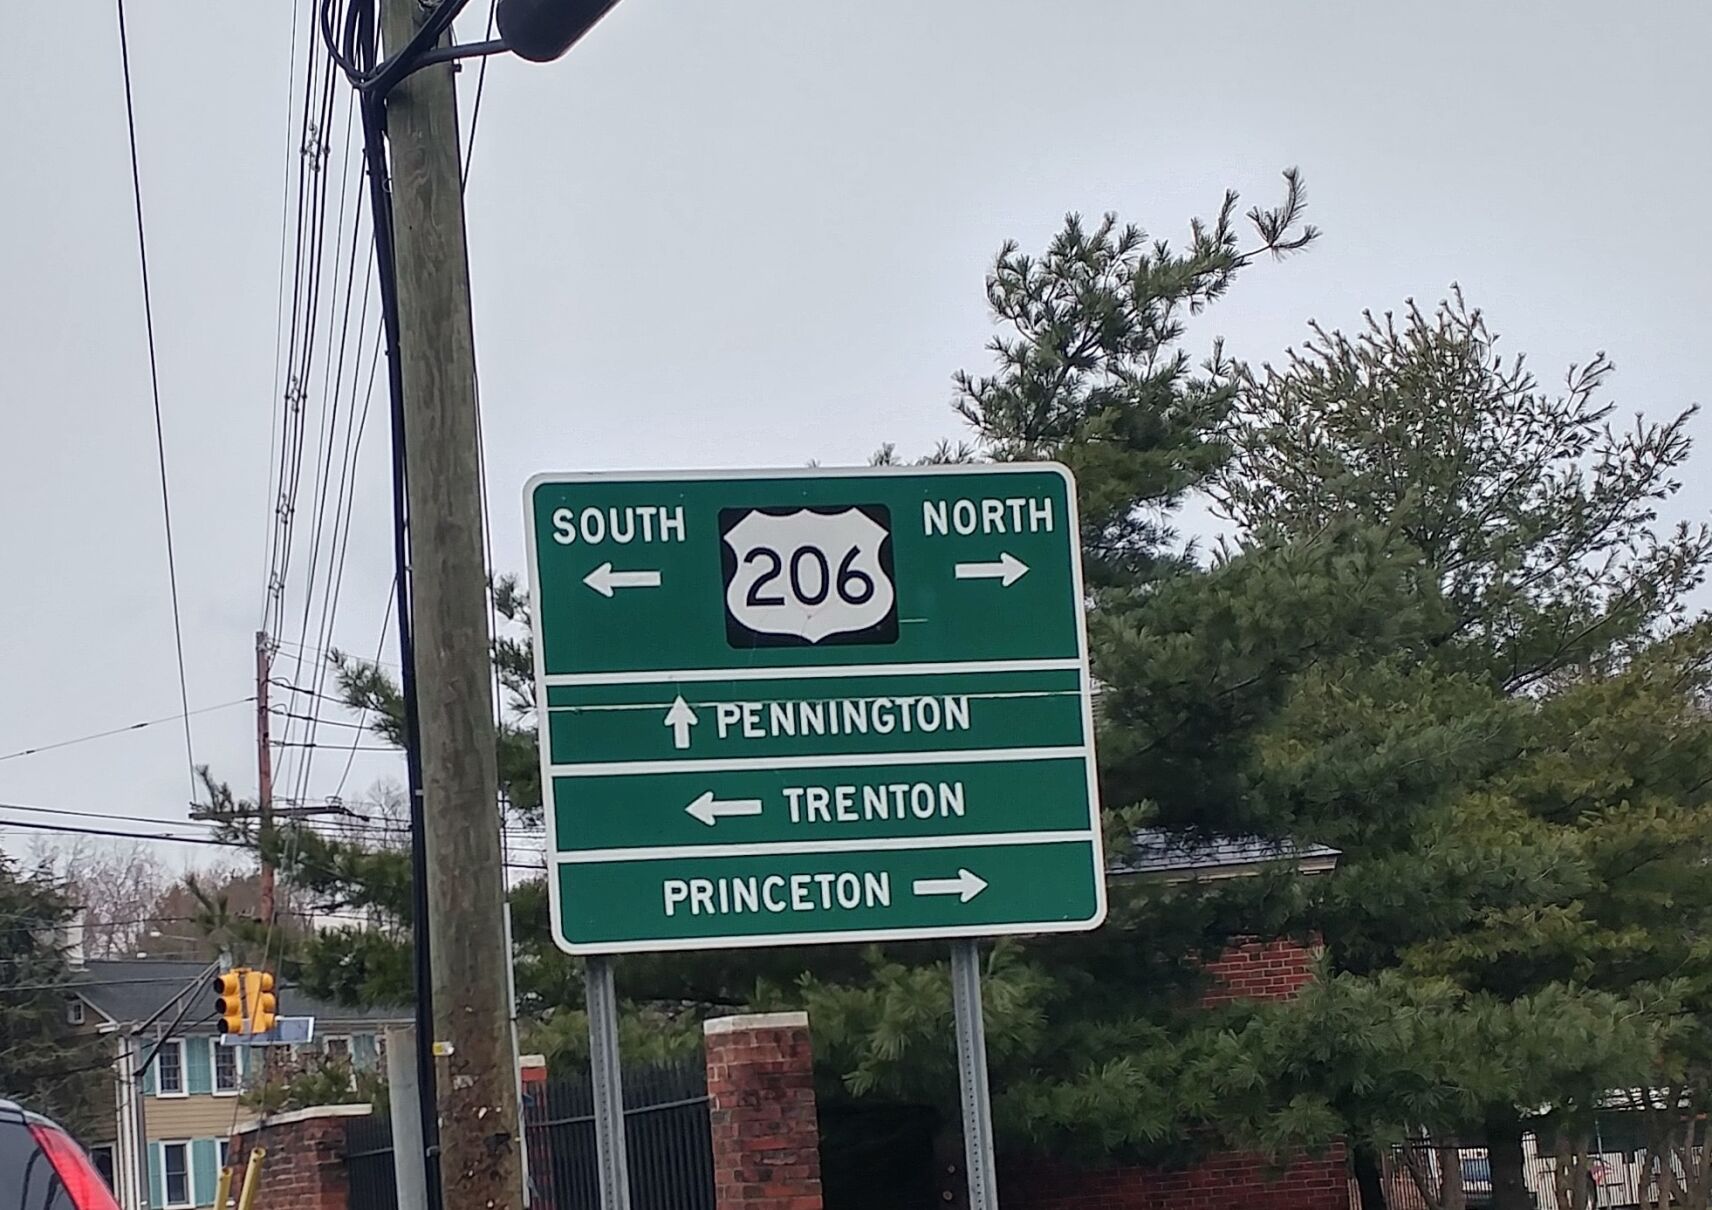 SOUTH 206 NORTH
← →
↑ PENNINGTON
← TRENTON
PRINCETON →